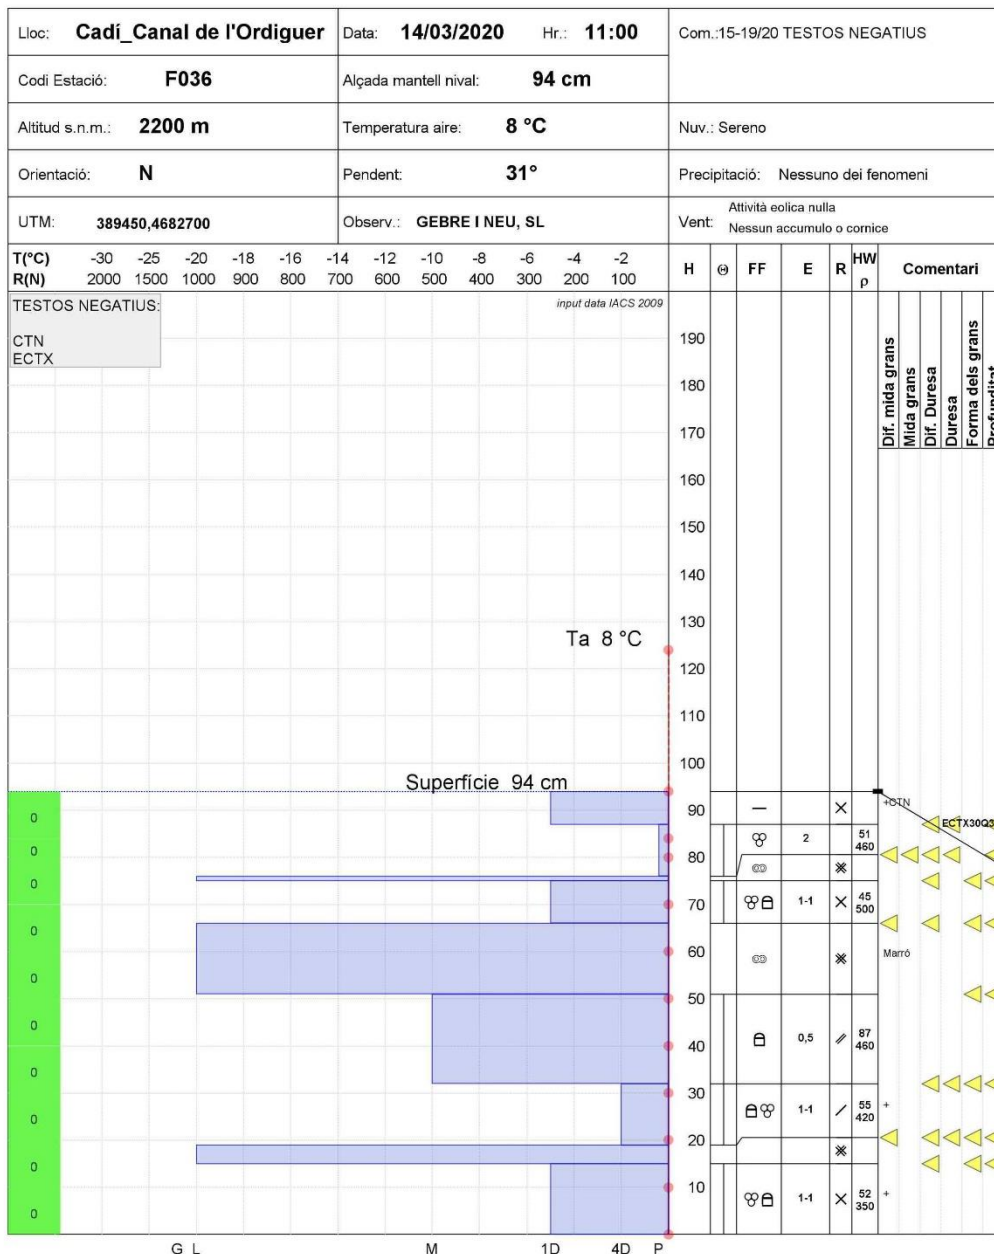 Lloc: Cadí_Canal de l'Ordiguer Data: 14/03/2020 Hr.: 11:00 Com.:15-19/20 TESTOS NEGATIUS
Codi Estació: F036 Alçada mantell nival: 94 cm
Altitud s.n.m.: 2200 m Temperatura aire: 8 °C Nuv.: Sereno
Orientació: N Pendent: 31° Precipitació: Nessuno dei fenomeni
UTM: 389450,4682700 Observ.: GEBRE I NEU, SL Vent: Attività eolica nulla
Nessun accumulo o cornice
T(°C) -30 -25 -20 -18 -16 -14 -12 -10 -8 -6 -4 -2
R(N) 2000 1500 1000 900 800 700 600 500 400 300 200 100
H Θ FF E R HW ρ Comentari
TESTOS NEGATIUS:
CTN
ECTX
input data IACS 2009
Dif. mida grans
Mida grans
Dif. Duresa
Duresa
Forma dels grans
Profunditat
190
180
170
160
150
140
130
Ta 8 °C
120
110
100
Superfície 94 cm
90
+CTN
0
ECTX30Q3
2 51
460
0
80
0
70
1-1 45
500
0
60
Marró
0
50
0
40
0,5 87
460
0
30
1-1 55
420
+
0
20
0
10
1-1 52
350
+
0
G L M 1D 4D P